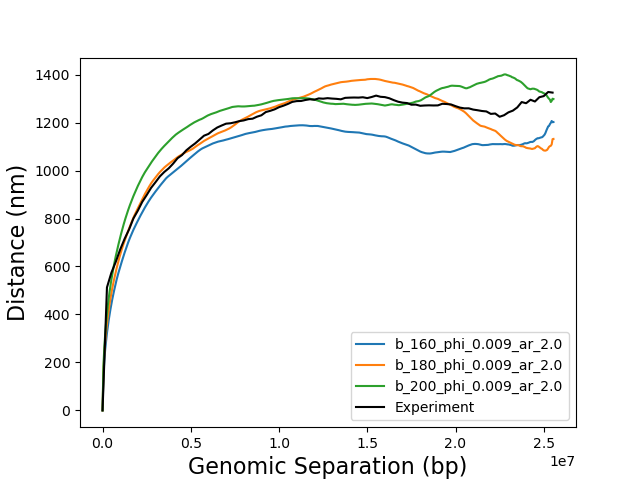 1400
1200
1000
800
600
400
200
0
Distance (nm)
b_160_phi_0.009_ar_2.0
b_180_phi_0.009_ar_2.0
b_200_phi_0.009_ar_2.0
Experiment
0.0 0.5 1.0 1.5 2.0 2.5
1e7
Genomic Separation (bp)